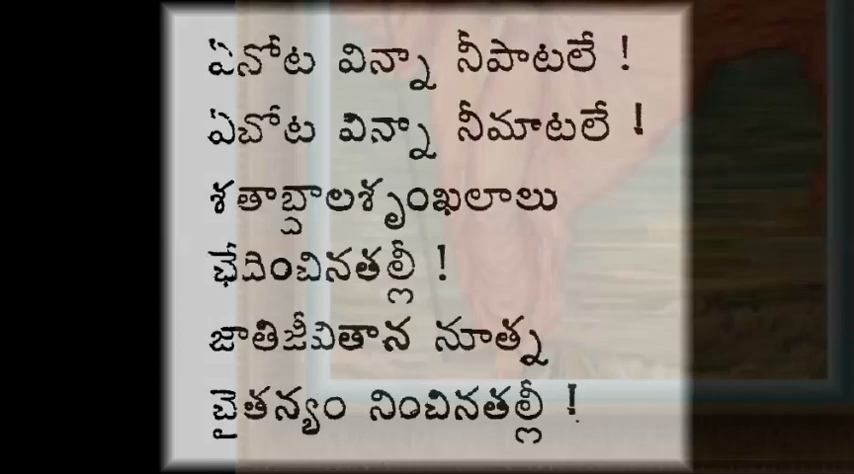 ఏనోట విన్నా నీపాటలే !
ఏచోట విన్నా నీమాటలే !
శతాబ్దాలశృంఖలాలు
ఛేదించినతల్లీ !
జాతిజీవితాన నూత్న
చైతన్యం నించినతల్లీ !